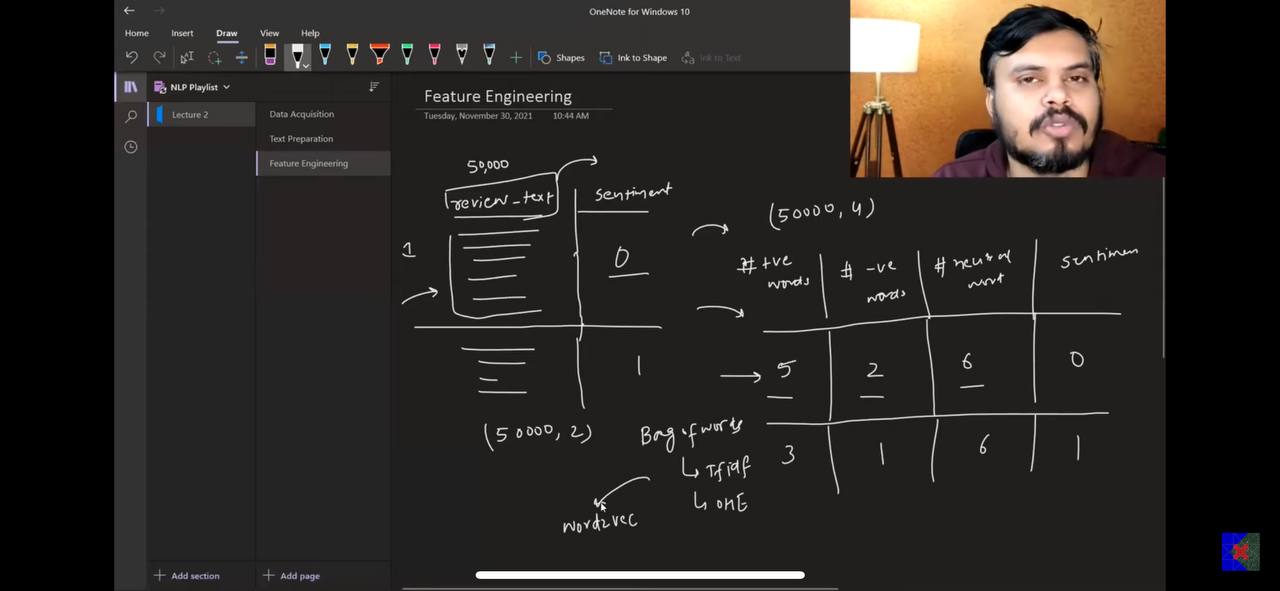 OneNote for Windows 10
Home Insert Draw View Help
Shapes Ink to Shape Ink to Text
NLP Playlist
Lecture 2
Data Acquisition
Text Preparation
Feature Engineering
Add section
Add page
Feature Engineering
Tuesday, November 30, 2021 10:44 AM
50,000
review_text sentiment
1
0
1
(50000, 2)
(50000, 4)
# +ve words # -ve words # neutral word sentimen
5 2 6 0
3 1 6 1
Bag of words
Tfidf
OHE
word2vec